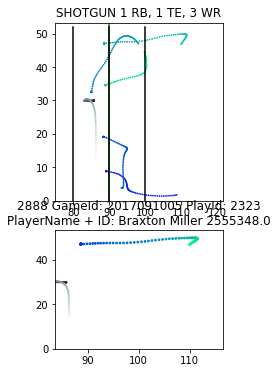 SHOTGUN 1 RB, 1 TE, 3 WR
50
40
30
20
10
0
80 90 100 110 120
2888 GameId: 2017091005 PlayId: 2323
PlayerName + ID: Braxton Miller 2555348.0
40
20
0
90 100 110